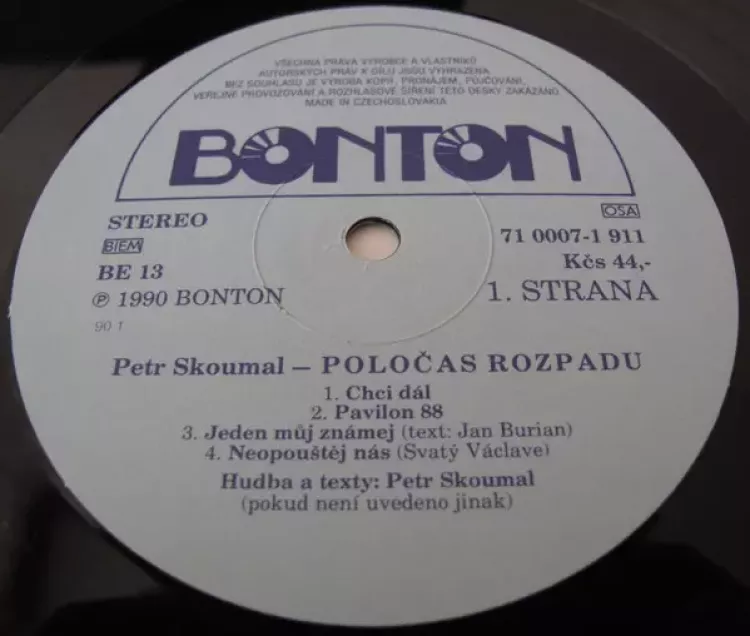 VŠECHNA PRÁVA VÝROBCE A VLASTNÍKŮ
AUTORSKÝCH PRÁV K DÍLU JSOU VYHRAZENA.
BEZ SOUHLASU JE VÝROBA KOPIÍ, PRONÁJEM, PŮJČOVÁNÍ,
VEŘEJNÉ PROVOZOVÁNÍ A ROZHLASOVÉ ŠÍŘENÍ TÉTO DESKY ZAKÁZÁNO.
MADE IN CZECHOSLOVAKIA
BONTON
STEREO
OSA
BIEM
71 0007-1 911
BE 13
Kčs 44,-
℗ 1990 BONTON
1. STRANA
90 1
Petr Skoumal – POLOČAS ROZPADU
1. Chci dál
2. Pavilon 88
3. Jeden můj známej (text: Jan Burian)
4. Neopouštěj nás (Svatý Václave)
Hudba a texty: Petr Skoumal
(pokud není uvedeno jinak)